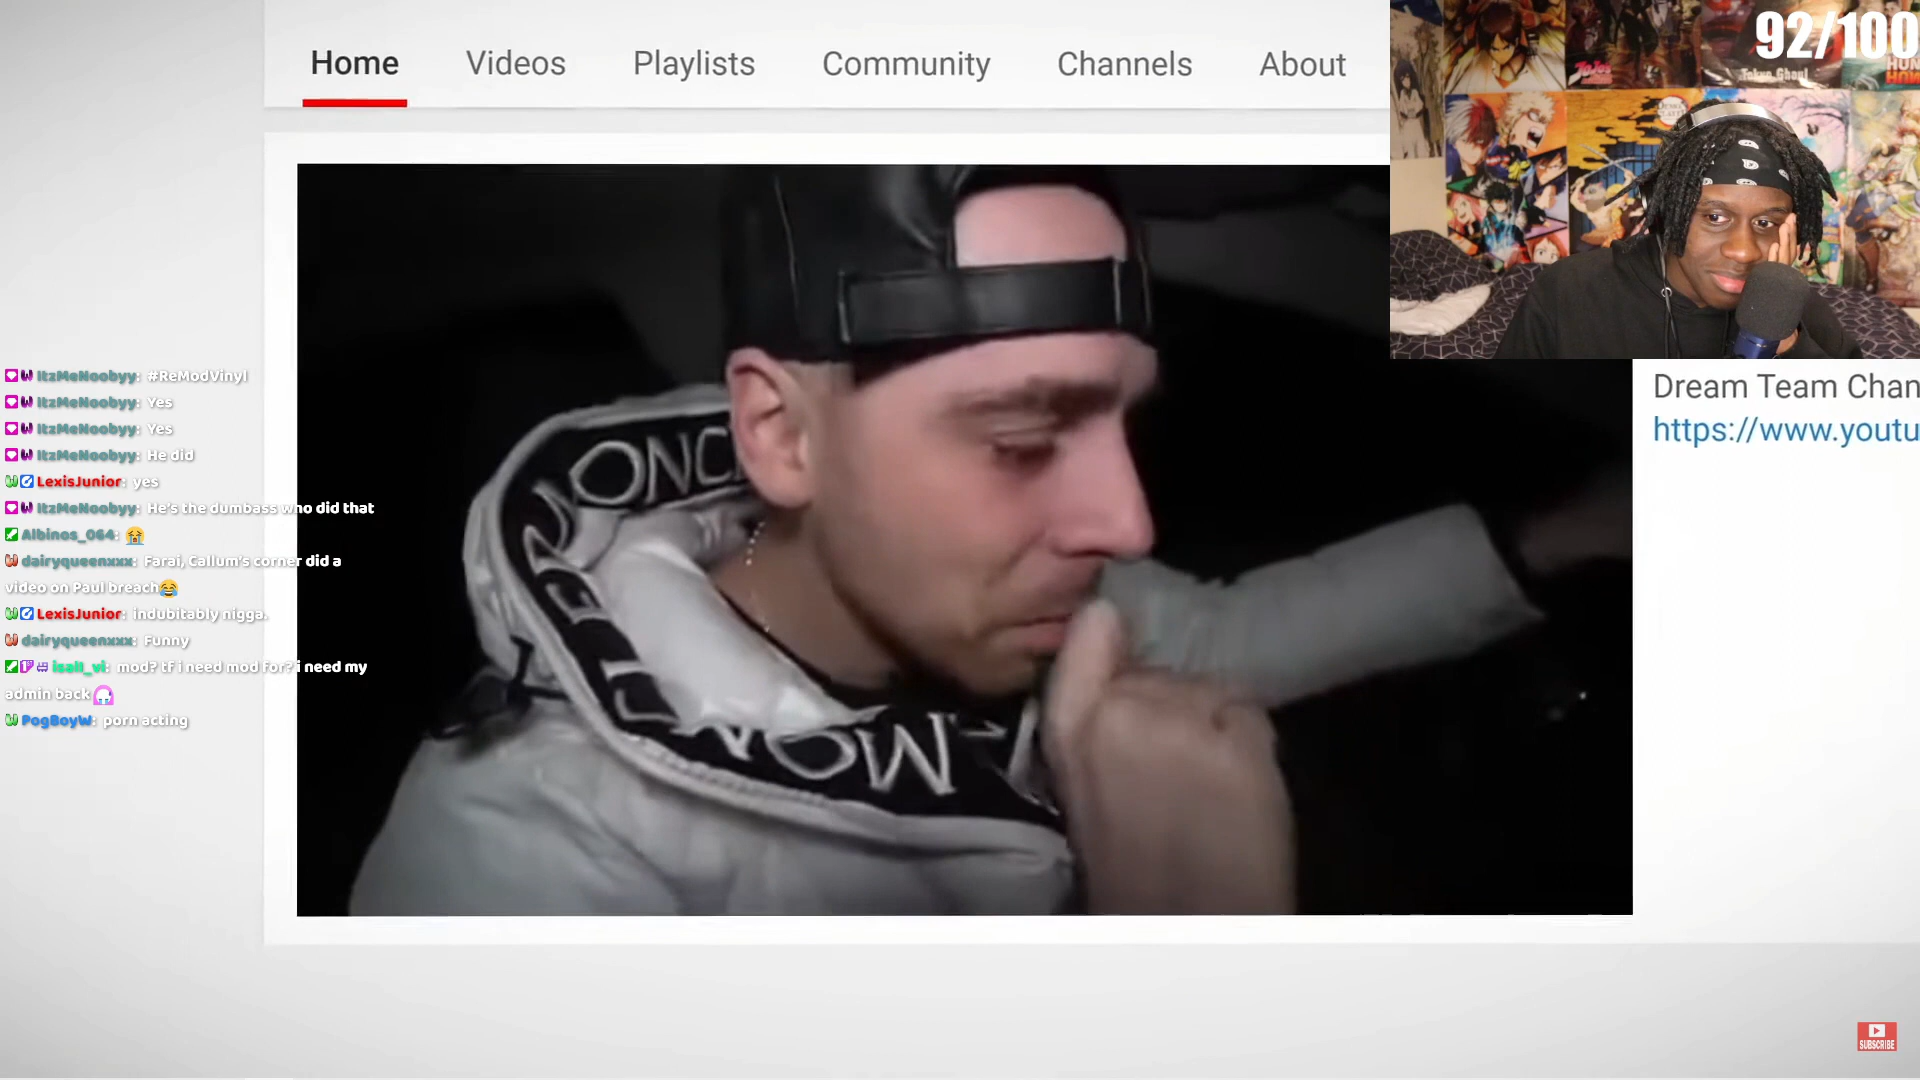 Home Videos Playlists Community Channels About
92/100
Tokyo Ghoul
Dream Team Chan
https://www.youtu
ItzMeNoobyy: #ReModVinyl
ItzMeNoobyy: Yes
ItzMeNoobyy: Yes
ItzMeNoobyy: He did
LexisJunior: yes
ItzMeNoobyy: He's the dumbass who did that
Albinos_064: 😭
dairyqueenxxx: Farai, Callum's corner did a
video on Paul breach😂
LexisJunior: indubitably nigga.
dairyqueenxxx: Funny
isalt_vi: mod? tf i need mod for? i need my
admin back
PogBoyW: porn acting
SUBSCRIBE